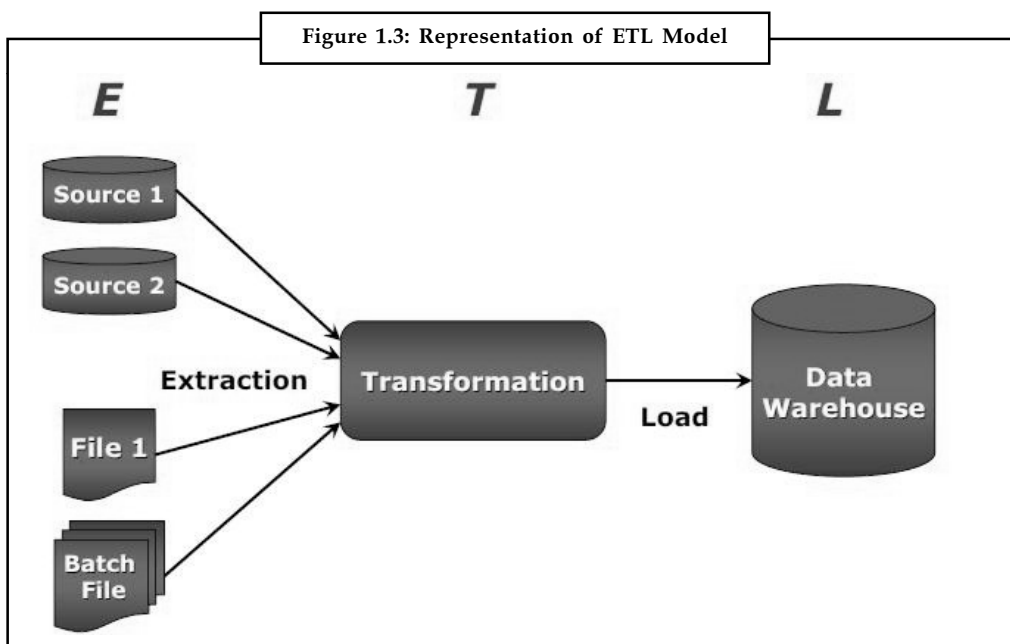 Figure 1.3: Representation of ETL Model
E
T
L
Source 1
Source 2
Extraction
Transformation
Load
Data
Warehouse
File 1
Batch
File